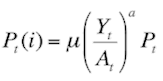 P_t(i) = μ(Y_t/A_t)^a P_t